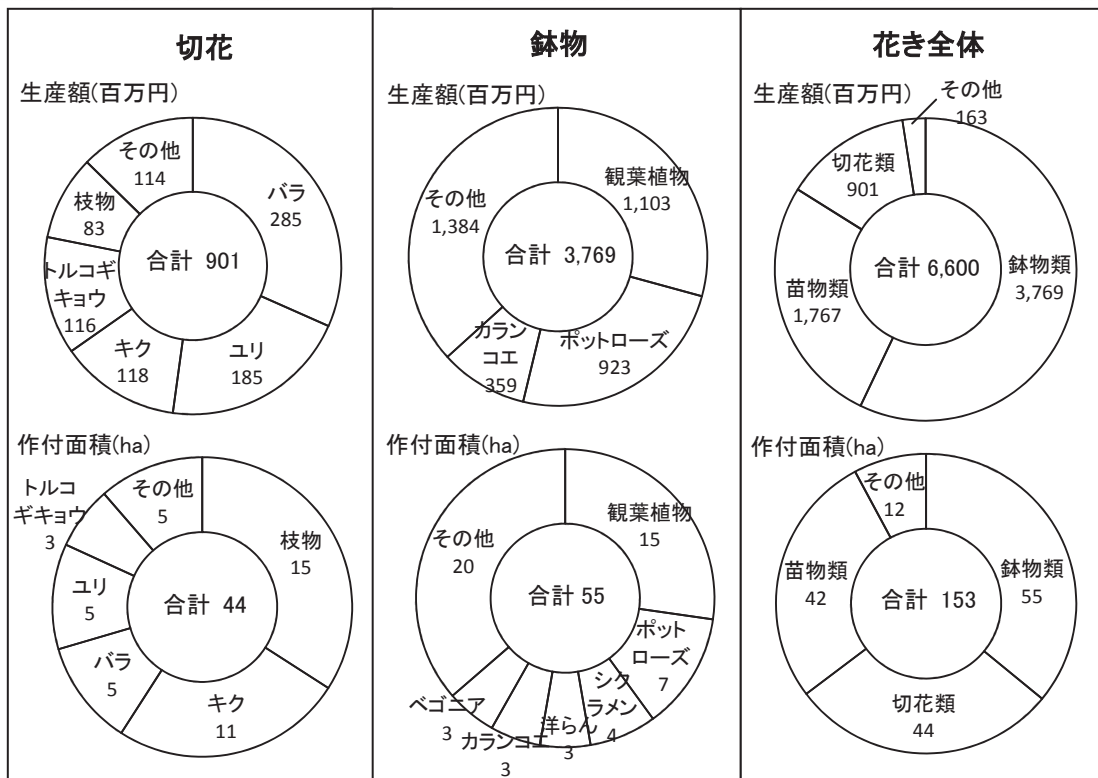 切花
生産額(百万円)
その他
114
バラ
285
枝物
83
合計 901
トルコギ
キョウ
116
キク
118
ユリ
185
作付面積(ha)
トルコ
ギキョウ
3
その他
5
枝物
15
ユリ
5
合計 44
バラ
5
キク
11
鉢物
生産額(百万円)
観葉植物
1,103
その他
1,384
合計 3,769
カラン
コエ
359
ポットローズ
923
作付面積(ha)
観葉植物
15
その他
20
合計 55
ポット
ローズ
7
シク
ラメン
4
洋らん
3
カランコエ
3
ベゴニア
3
花き全体
生産額(百万円)
その他
163
切花類
901
合計 6,600
鉢物類
3,769
苗物類
1,767
作付面積(ha)
その他
12
苗物類
42
合計 153
鉢物類
55
切花類
44